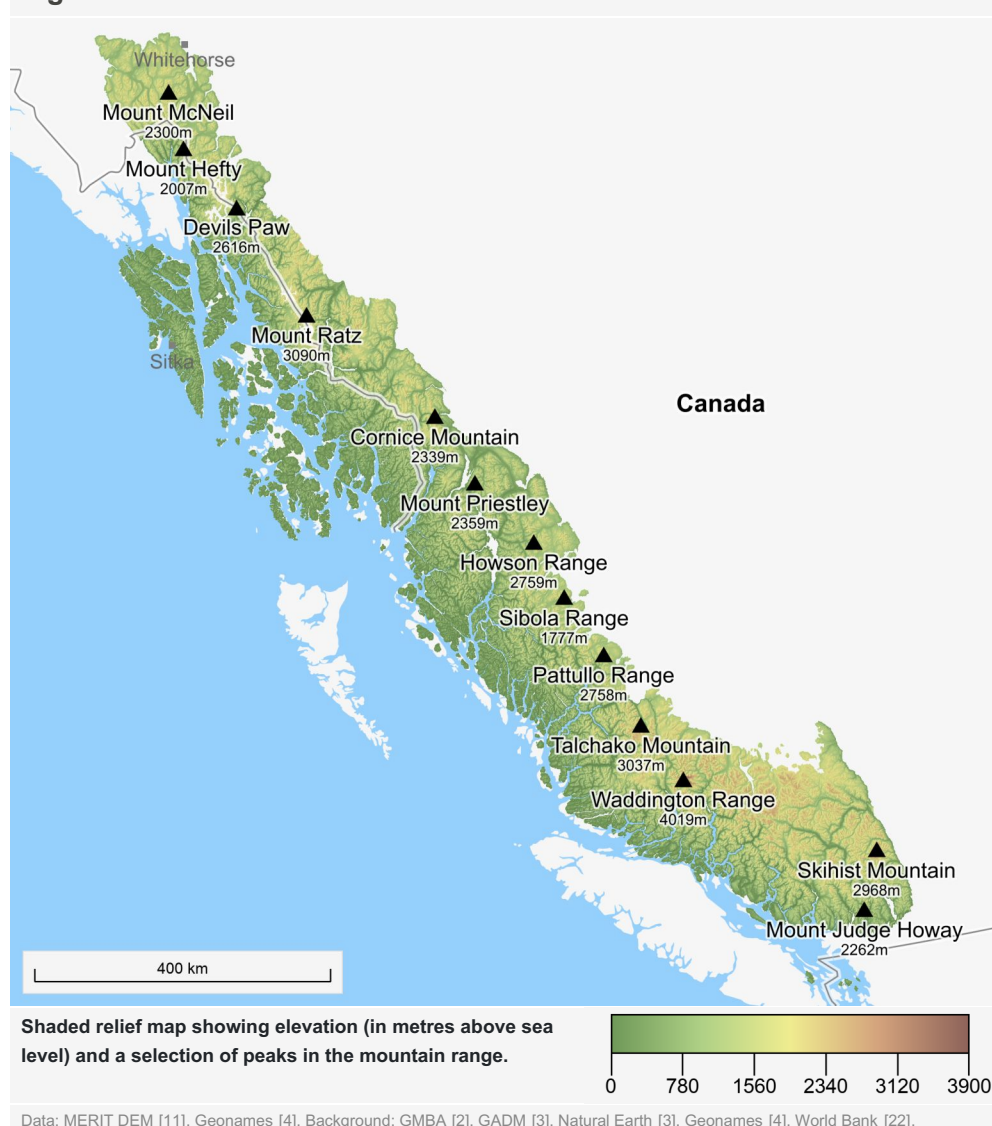 Whitehorse
Mount McNeil
2300m
Mount Hefty
2007m
Devils Paw
2616m
Mount Ratz
3090m
Sitka
Canada
Cornice Mountain
2339m
Mount Priestley
2359m
Howson Range
2759m
Sibola Range
1777m
Pattullo Range
2758m
Talchako Mountain
3037m
Waddington Range
4019m
Skihist Mountain
2968m
Mount Judge Howay
2262m
400 km
Shaded relief map showing elevation (in metres above sea
level) and a selection of peaks in the mountain range.
0 780 1560 2340 3120 3900
Data: MERIT DEM [11], Geonames [4]. Background: GMBA [2], GADM [3], Natural Earth [3], Geonames [4], World Bank [22].